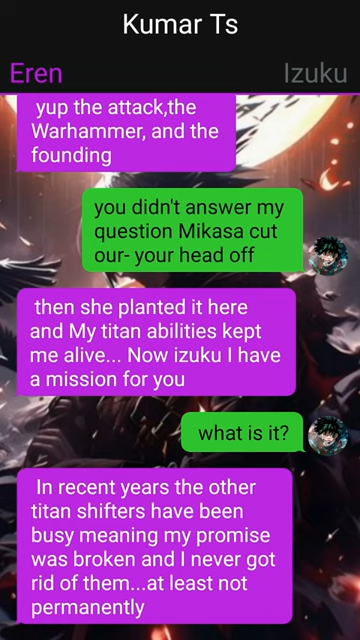 Kumar Ts
Eren
Izuku
yup the attack,the
Warhammer, and the
founding
you didn't answer my
question Mikasa cut
our- your head off
then she planted it here
and My titan abilities kept
me alive... Now izuku I have
a mission for you
what is it?
In recent years the other
titan shifters have been
busy meaning my promise
was broken and I never got
rid of them...at least not
permanently